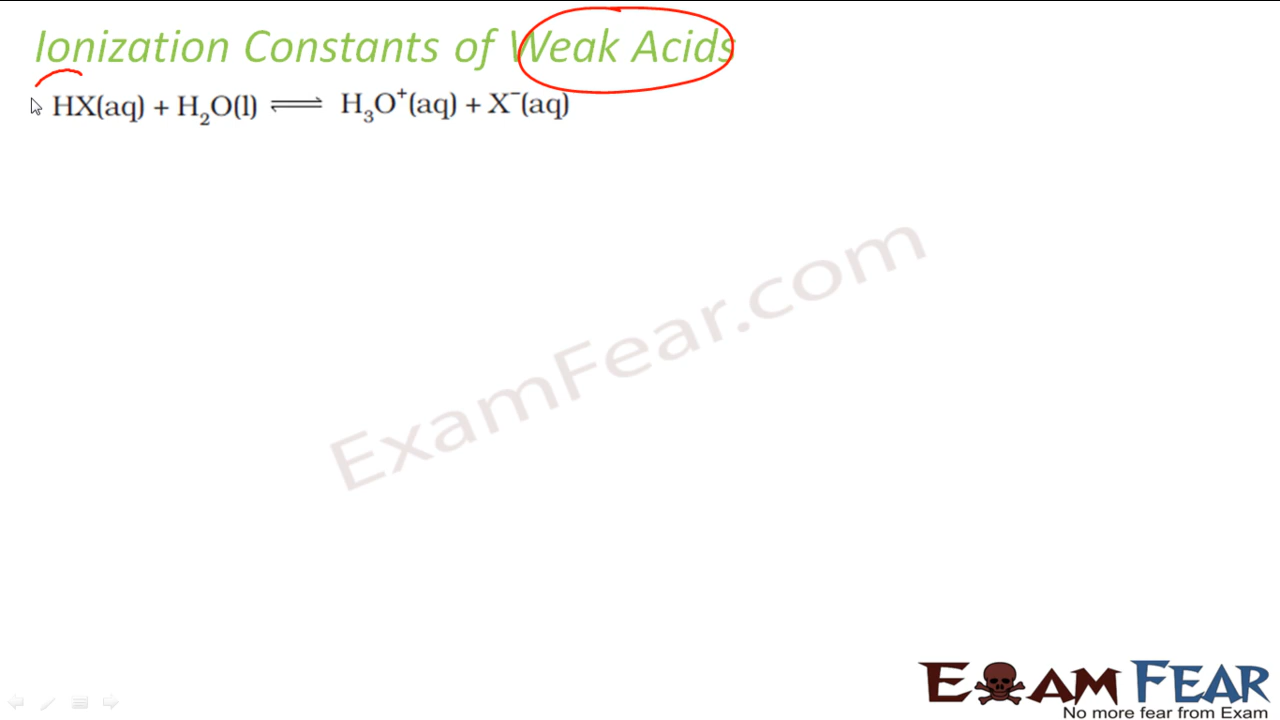 Ionization Constants of Weak Acids
HX(aq) + H₂O(l) ⇌ H₃O⁺(aq) + X⁻(aq)
ExamFear.com
EXAM FEAR
No more fear from Exam